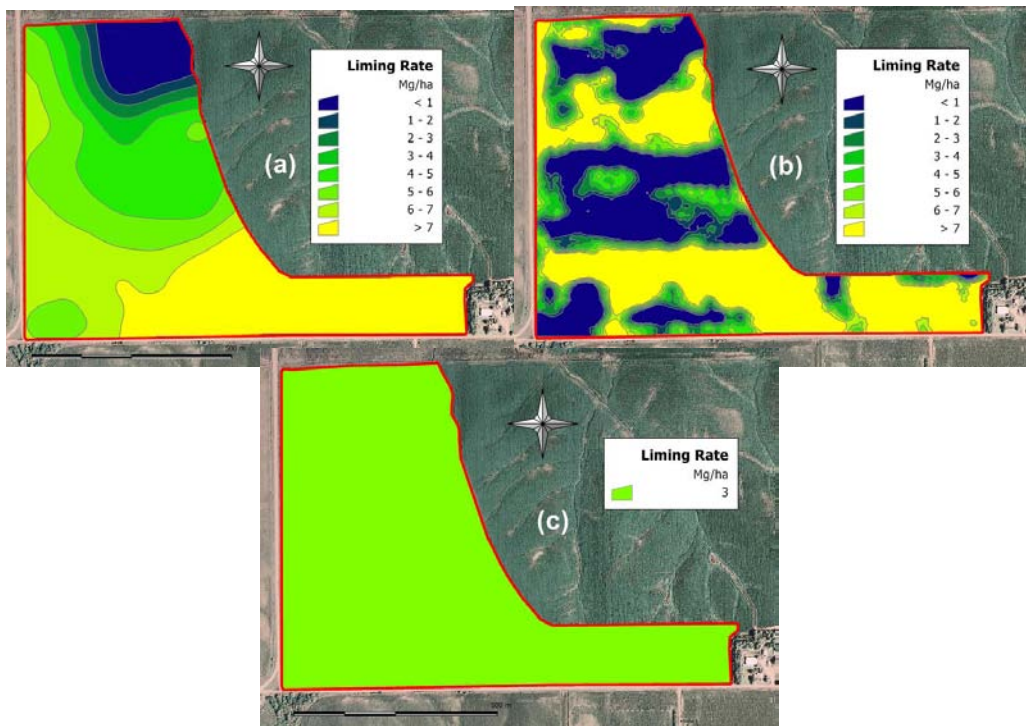 Liming Rate
Mg/ha
< 1
1 - 2
2 - 3
3 - 4
4 - 5
5 - 6
6 - 7
> 7
(a)
Liming Rate
Mg/ha
< 1
1 - 2
2 - 3
3 - 4
4 - 5
5 - 6
6 - 7
> 7
(b)
Liming Rate
Mg/ha
3
(c)